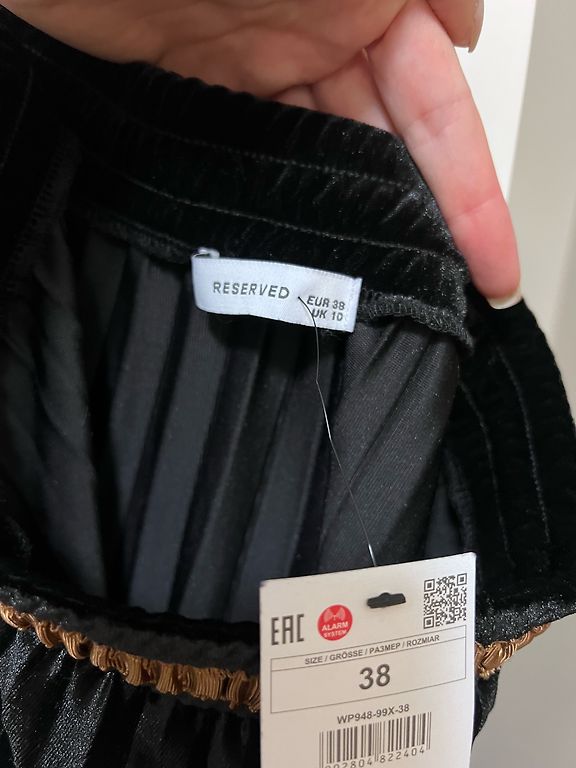 RESERVED
EUR 38
UK 10
EAC
ALARM
SYSTEM
SIZE / GRÖSSE / РАЗМЕР / ROZMIAR
38
WP948-99X-38